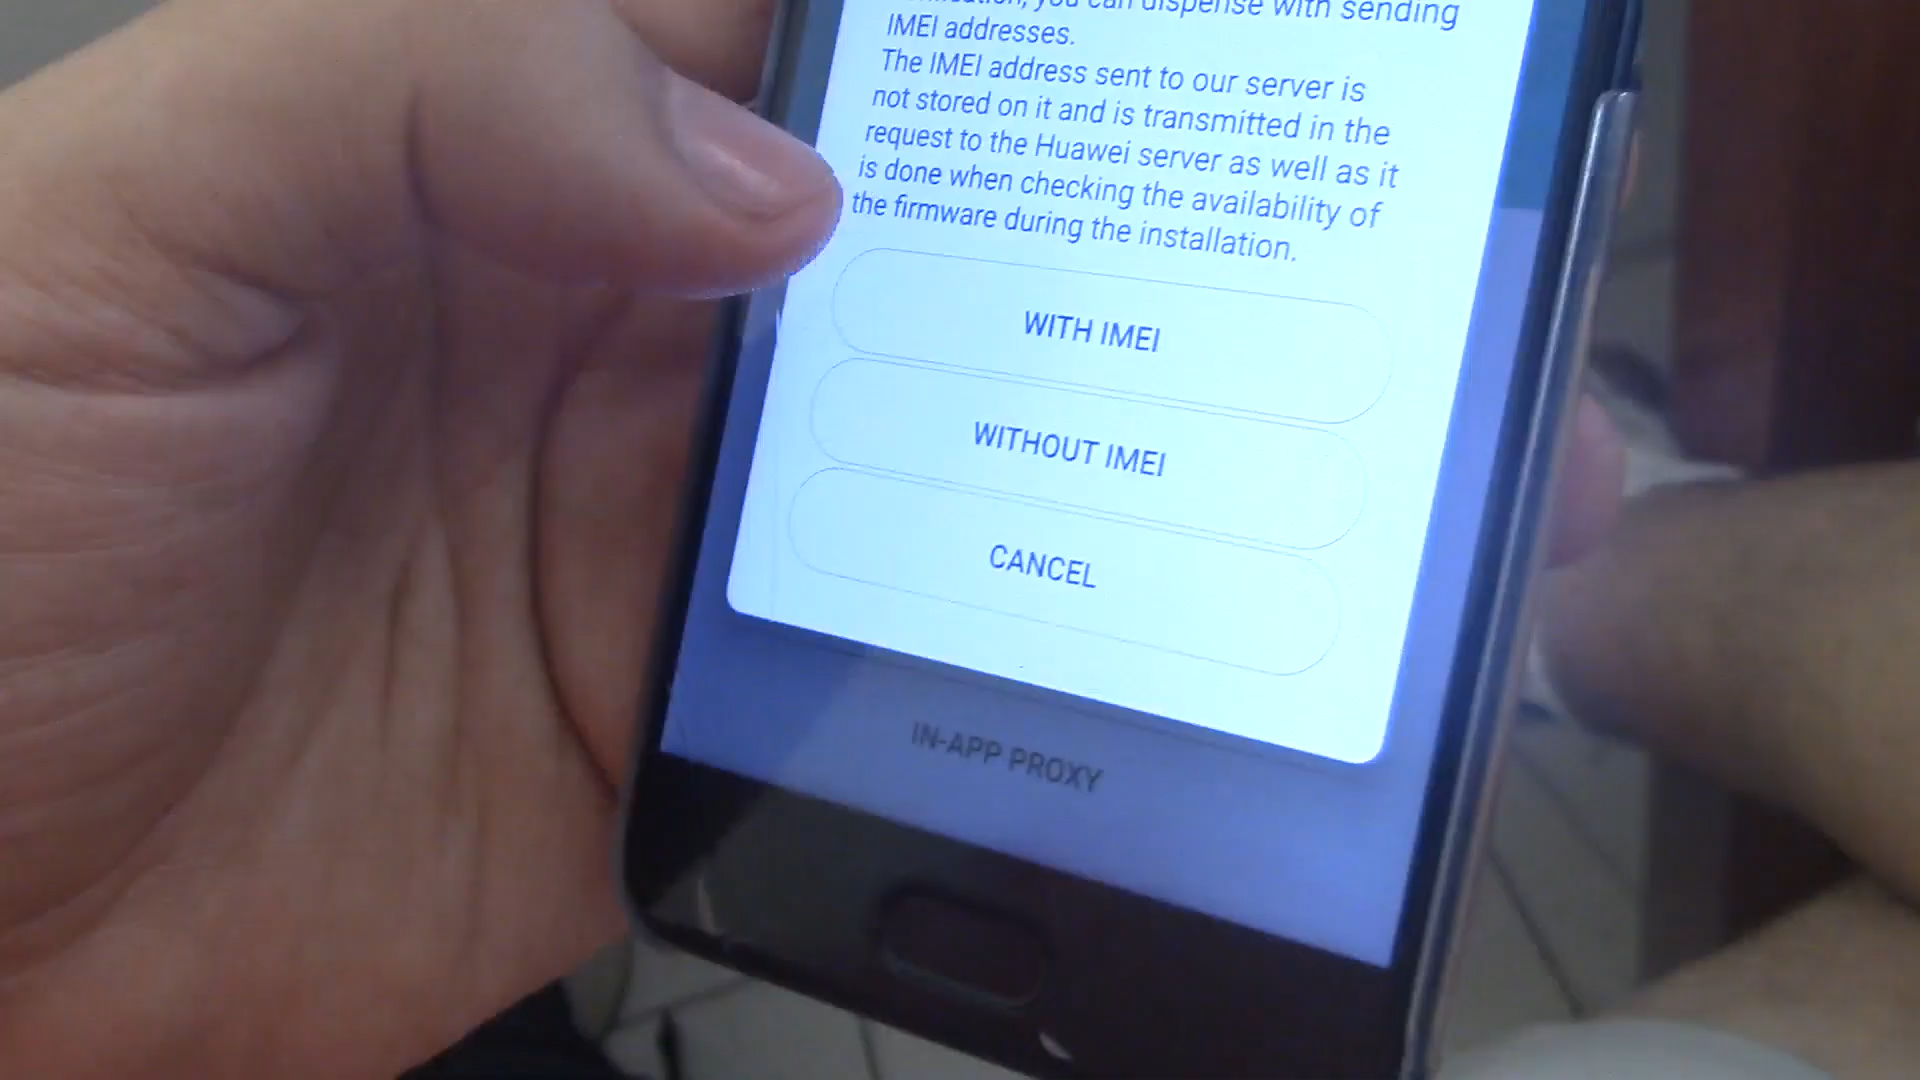 you can dispense with sending
IMEI addresses.
The IMEI address sent to our server is
not stored on it and is transmitted in the
request to the Huawei server as well as it
is done when checking the availability of
the firmware during the installation.
WITH IMEI
WITHOUT IMEI
CANCEL
IN-APP PROXY